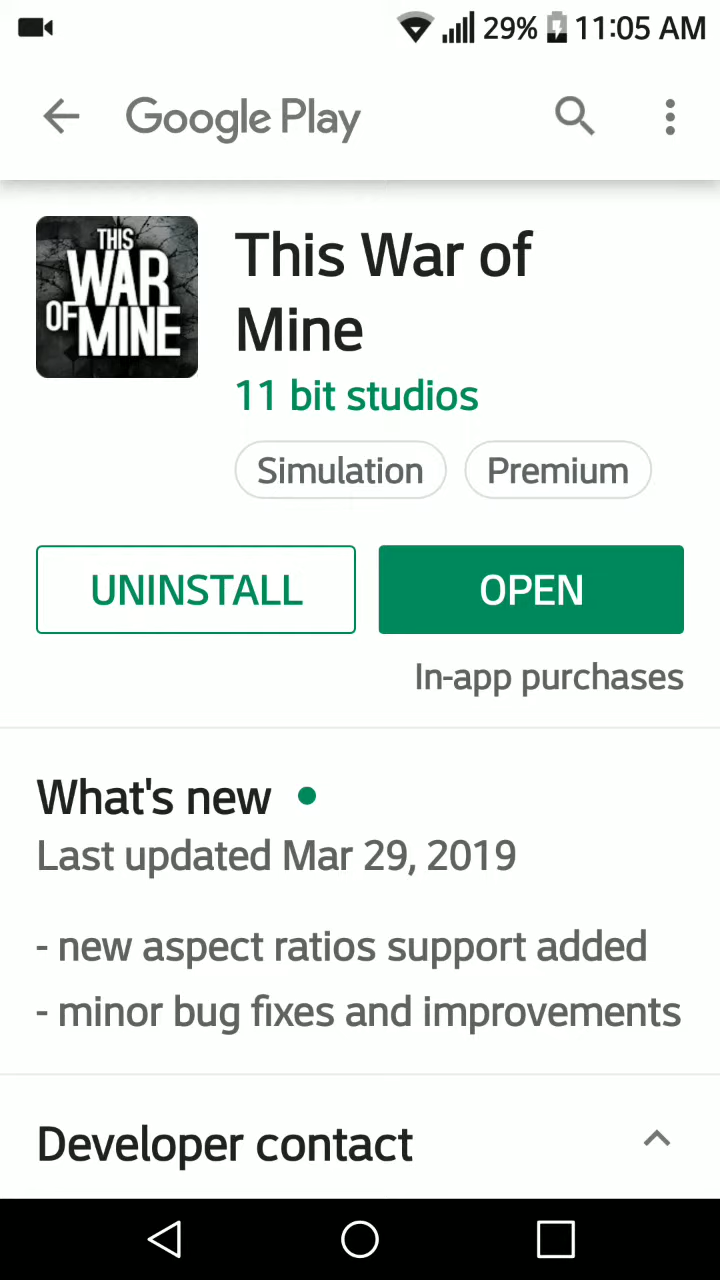 29% 11:05 AM
Google Play
THIS
WAR
OF MINE
This War of
Mine
11 bit studios
Simulation Premium
UNINSTALL OPEN
In-app purchases
What's new
Last updated Mar 29, 2019
- new aspect ratios support added
- minor bug fixes and improvements
Developer contact